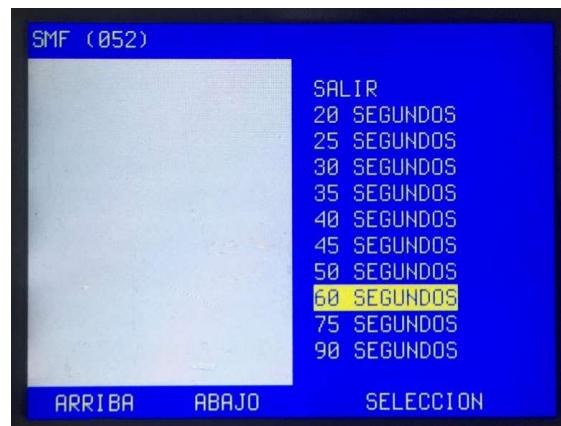 SMF (052)
SALIR
20 SEGUNDOS
25 SEGUNDOS
30 SEGUNDOS
35 SEGUNDOS
40 SEGUNDOS
45 SEGUNDOS
50 SEGUNDOS
60 SEGUNDOS
75 SEGUNDOS
90 SEGUNDOS
ARRIBA ABAJO SELECCION